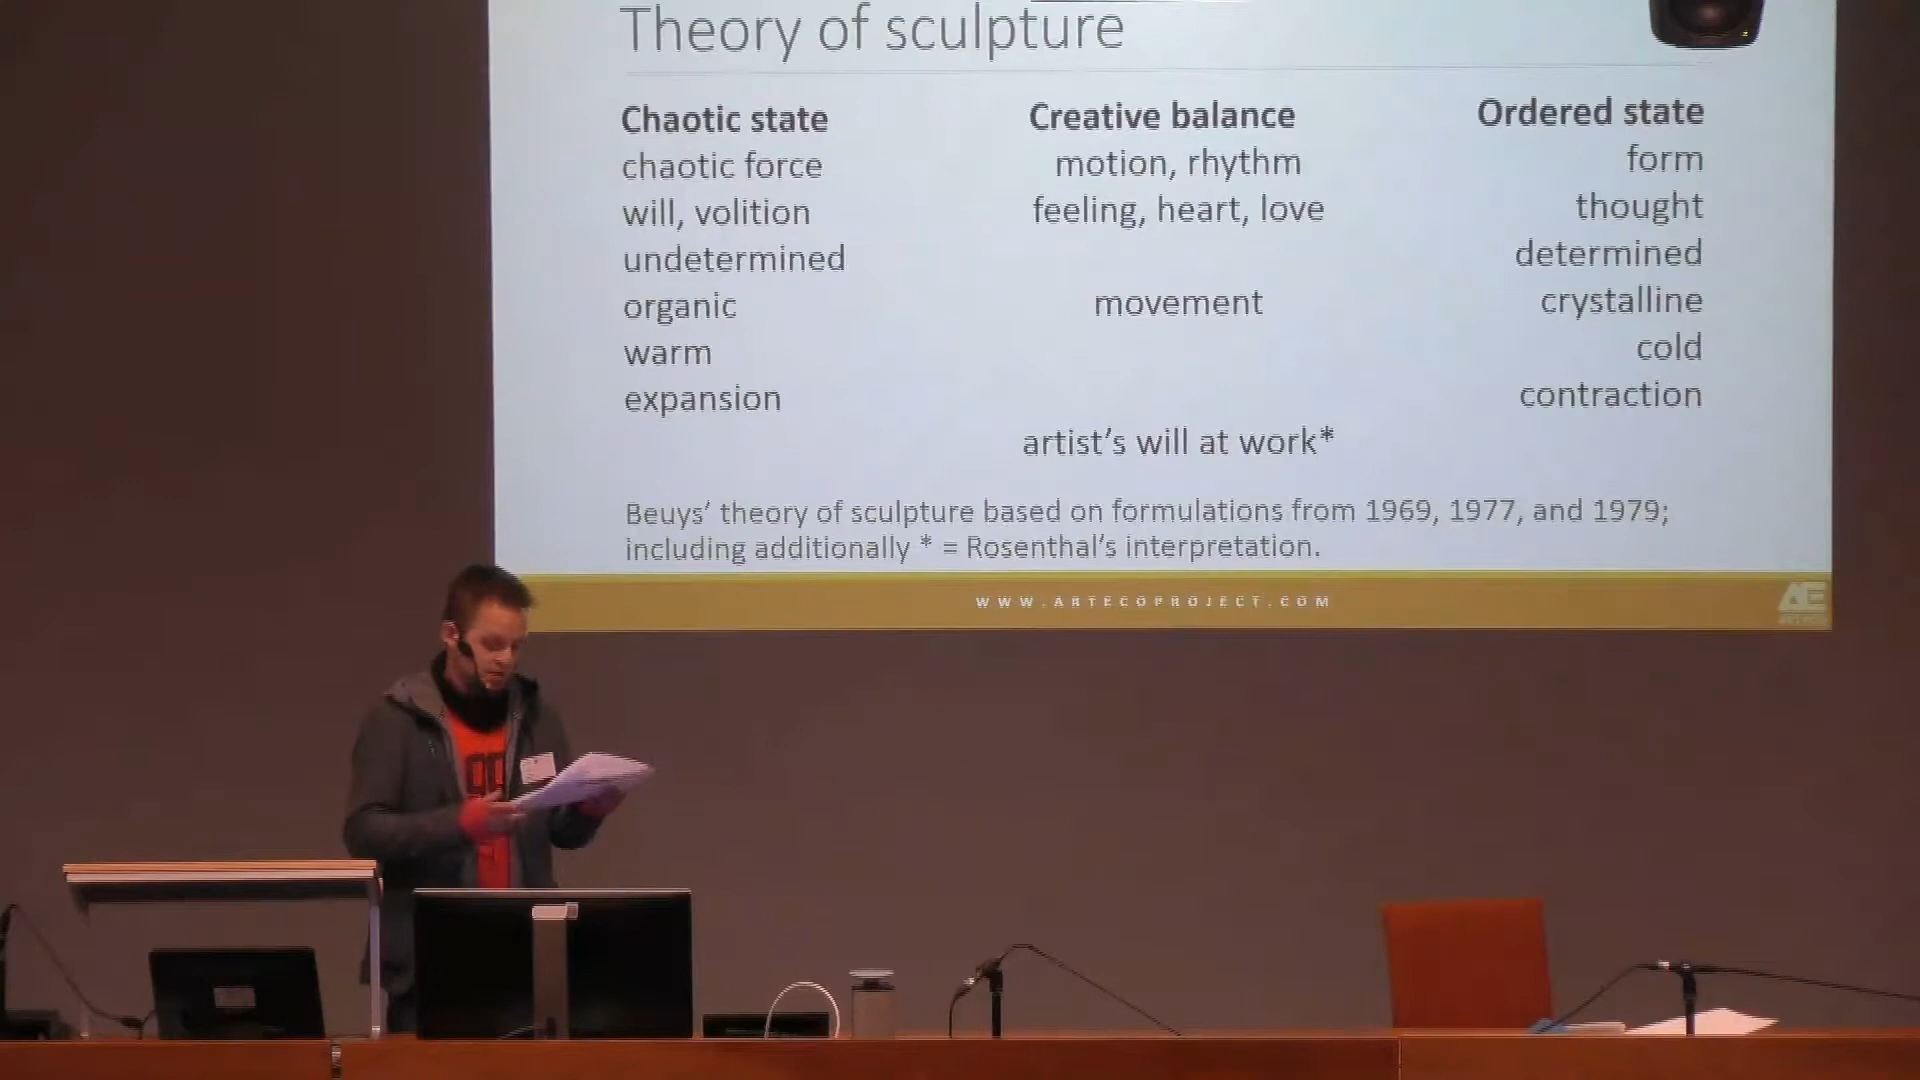 Theory of sculpture
Chaotic state Creative balance Ordered state
chaotic force motion, rhythm form
will, volition feeling, heart, love thought
undetermined determined
organic movement crystalline
warm cold
expansion contraction
artist's will at work*
Beuys' theory of sculpture based on formulations from 1969, 1977, and 1979;
including additionally * = Rosenthal's interpretation.
WWW.ARTECOPROJECT.COM
AE